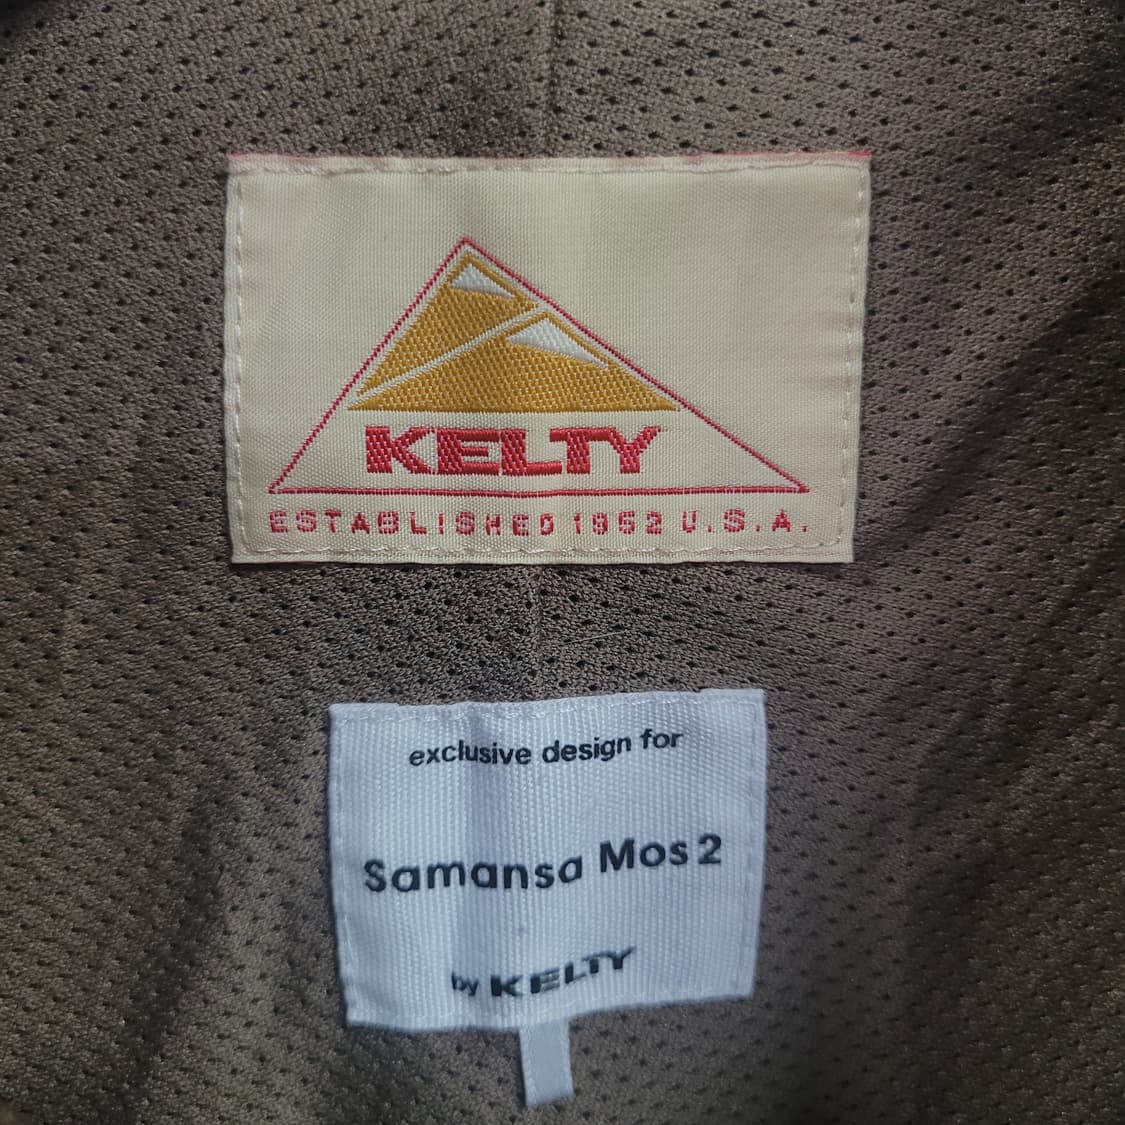 KELTY
ESTABLISHED 1952 U.S.A.
exclusive design for
Samansa Mos2
by KELTY